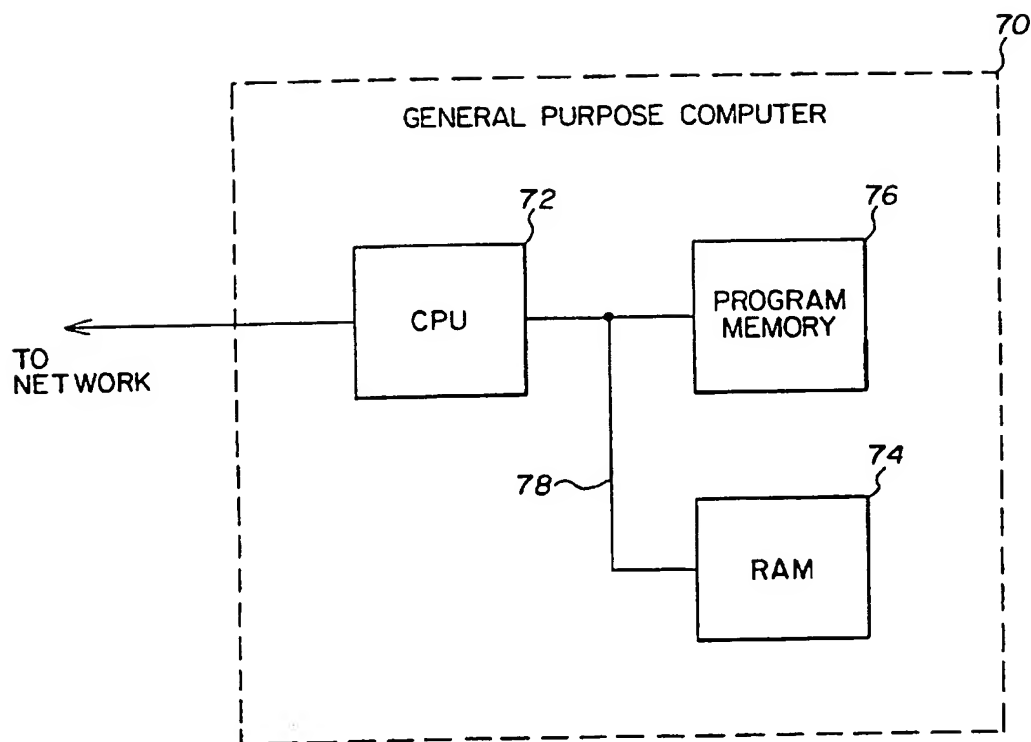 70
GENERAL PURPOSE COMPUTER
72
76
CPU
PROGRAM
MEMORY
TO
NETWORK
78
74
RAM